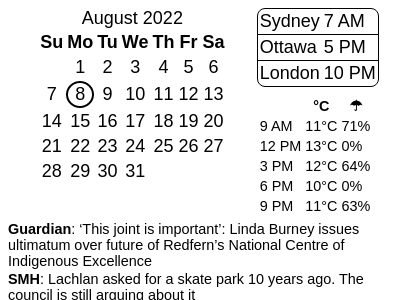 August 2022
Su Mo Tu We Th Fr Sa
1 2 3 4 5 6
7 8 9 10 11 12 13
14 15 16 17 18 19 20
21 22 23 24 25 26 27
28 29 30 31
Sydney 7 AM
Ottawa 5 PM
London 10 PM
°C ☂
9 AM 11°C 71%
12 PM 13°C 0%
3 PM 12°C 64%
6 PM 10°C 0%
9 PM 11°C 63%
Guardian: ‘This joint is important’: Linda Burney issues
ultimatum over future of Redfern’s National Centre of
Indigenous Excellence
SMH: Lachlan asked for a skate park 10 years ago. The
council is still arguing about it